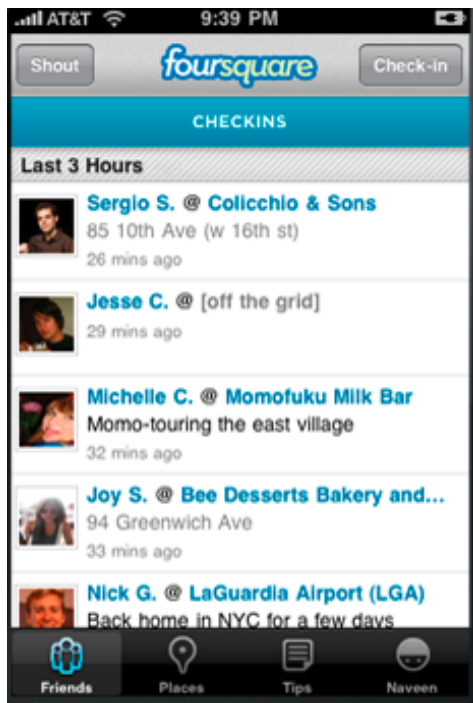 AT&T 9:39 PM
Shout foursquare Check-in
CHECKINS
Last 3 Hours
Sergio S. @ Colicchio & Sons
85 10th Ave (w 16th st)
26 mins ago
Jesse C. @ [off the grid]
29 mins ago
Michelle C. @ Momofuku Milk Bar
Momo-touring the east village
32 mins ago
Joy S. @ Bee Desserts Bakery and...
94 Greenwich Ave
33 mins ago
Nick G. @ LaGuardia Airport (LGA)
Back home in NYC for a few days
Friends Places Tips Naveen